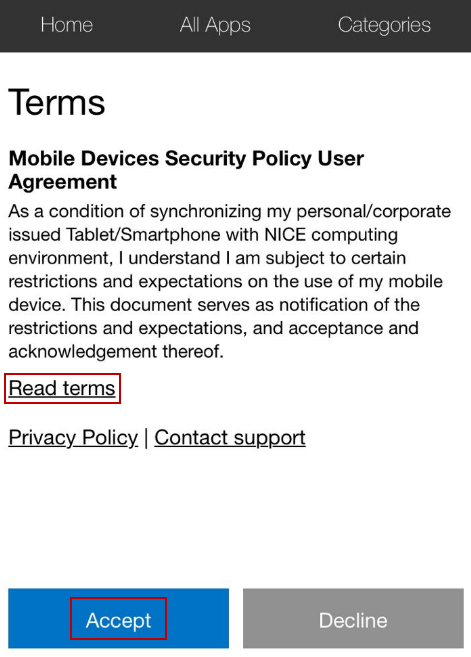 Home All Apps Categories
Terms
Mobile Devices Security Policy User
Agreement
As a condition of synchronizing my personal/corporate
issued Tablet/Smartphone with NICE computing
environment, I understand I am subject to certain
restrictions and expectations on the use of my mobile
device. This document serves as notification of the
restrictions and expectations, and acceptance and
acknowledgement thereof.
Read terms
Privacy Policy | Contact support
Accept Decline